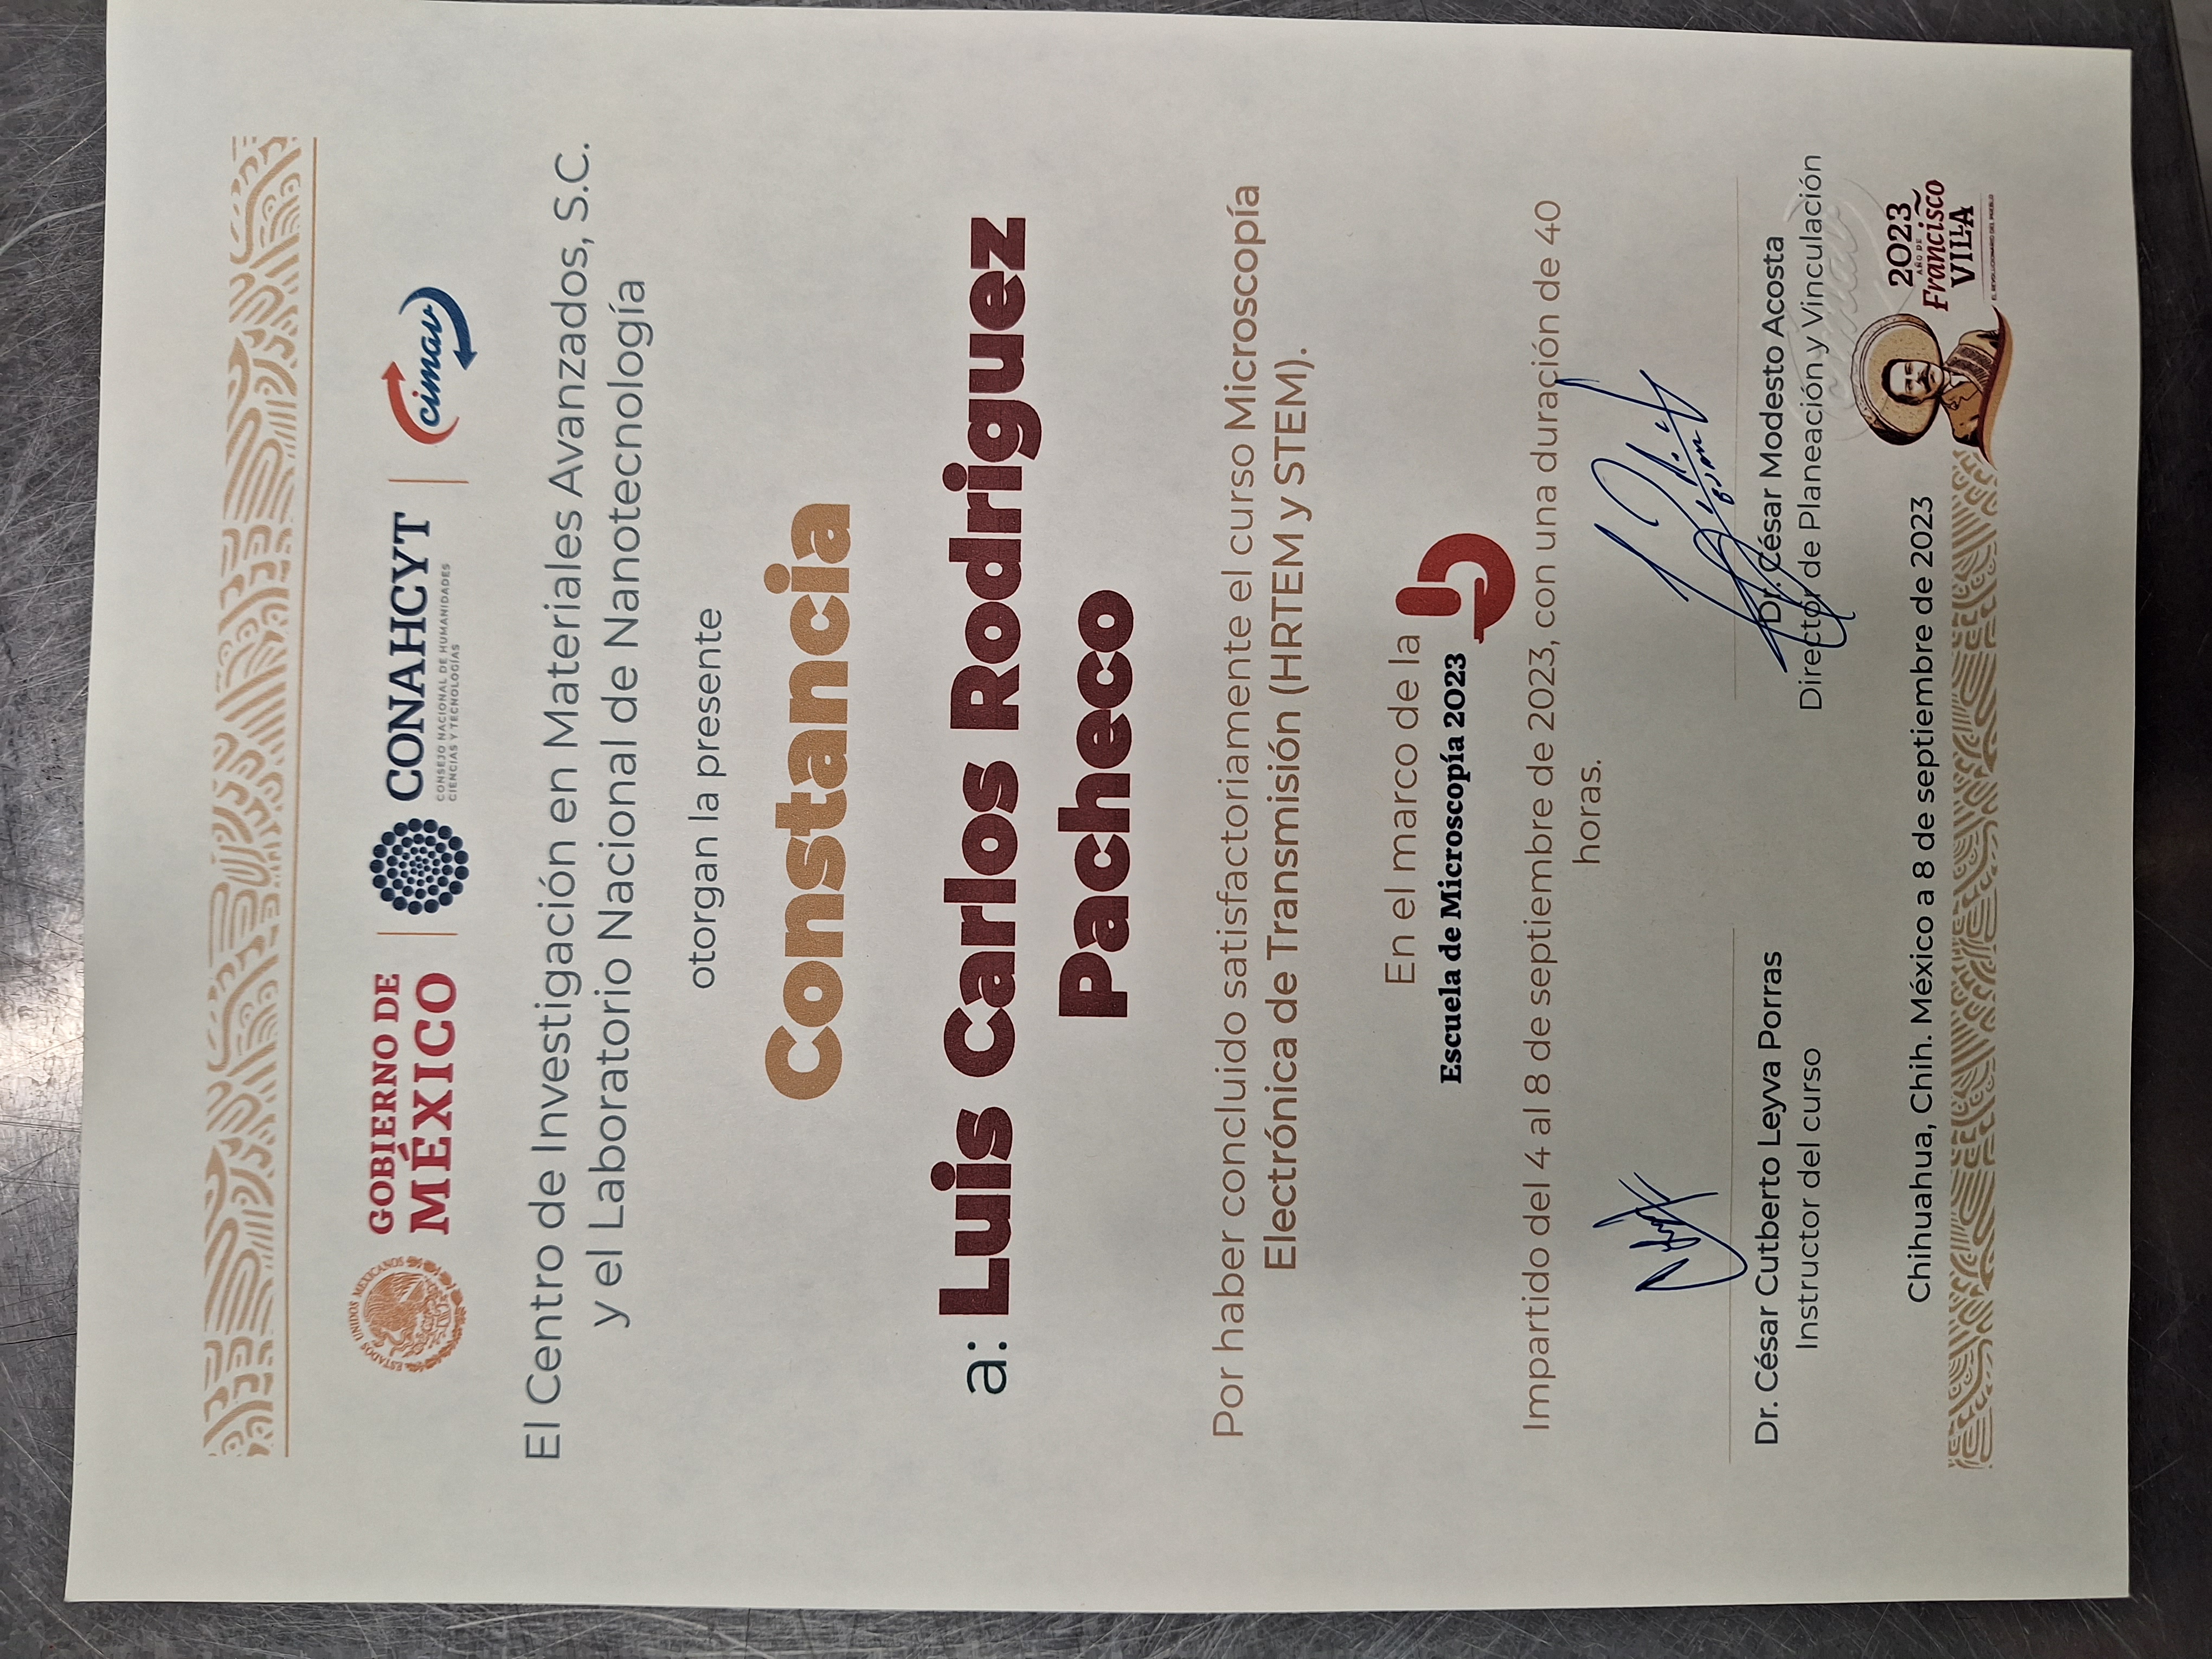 ESTADOS UNIDOS MEXICANOS
GOBIERNO DE
MÉXICO
CONAHCYT
CONSEJO NACIONAL DE HUMANIDADES
CIENCIAS Y TECNOLOGÍAS
cimav
El Centro de Investigación en Materiales Avanzados, S.C.
y el Laboratorio Nacional de Nanotecnología
otorgan la presente
Constancia
a: Luis Carlos Rodriguez
Pacheco
Por haber concluido satisfactoriamente el curso Microscopía
Electrónica de Transmisión (HRTEM y STEM).
En el marco de la
Escuela de Microscopía 2023
Impartido del 4 al 8 de septiembre de 2023, con una duración de 40
horas.
Dr. César Cutberto Leyva Porras
Instructor del curso
Dr. César Modesto Acosta
Director de Planeación y Vinculación
cimav
Chihuahua, Chih. México a 8 de septiembre de 2023
2023
AÑO DE
Francisco
VILLA
EL REVOLUCIONARIO DEL PUEBLO